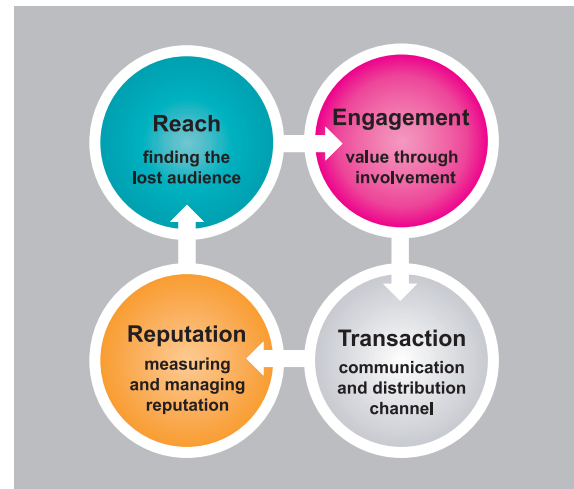 Reach
finding the
lost audience
Engagement
value through
involvement
Transaction
communication
and distribution
channel
Reputation
measuring
and managing
reputation